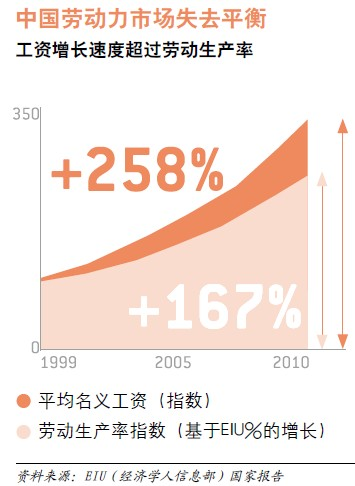 中国劳动力市场失去平衡
工资增长速度超过劳动生产率
350
+258%
+167%
0
1999 2005 2010
平均名义工资（指数）
劳动生产率指数（基于EIU%的增长）
资料来源：EIU（经济学人信息部）国家报告